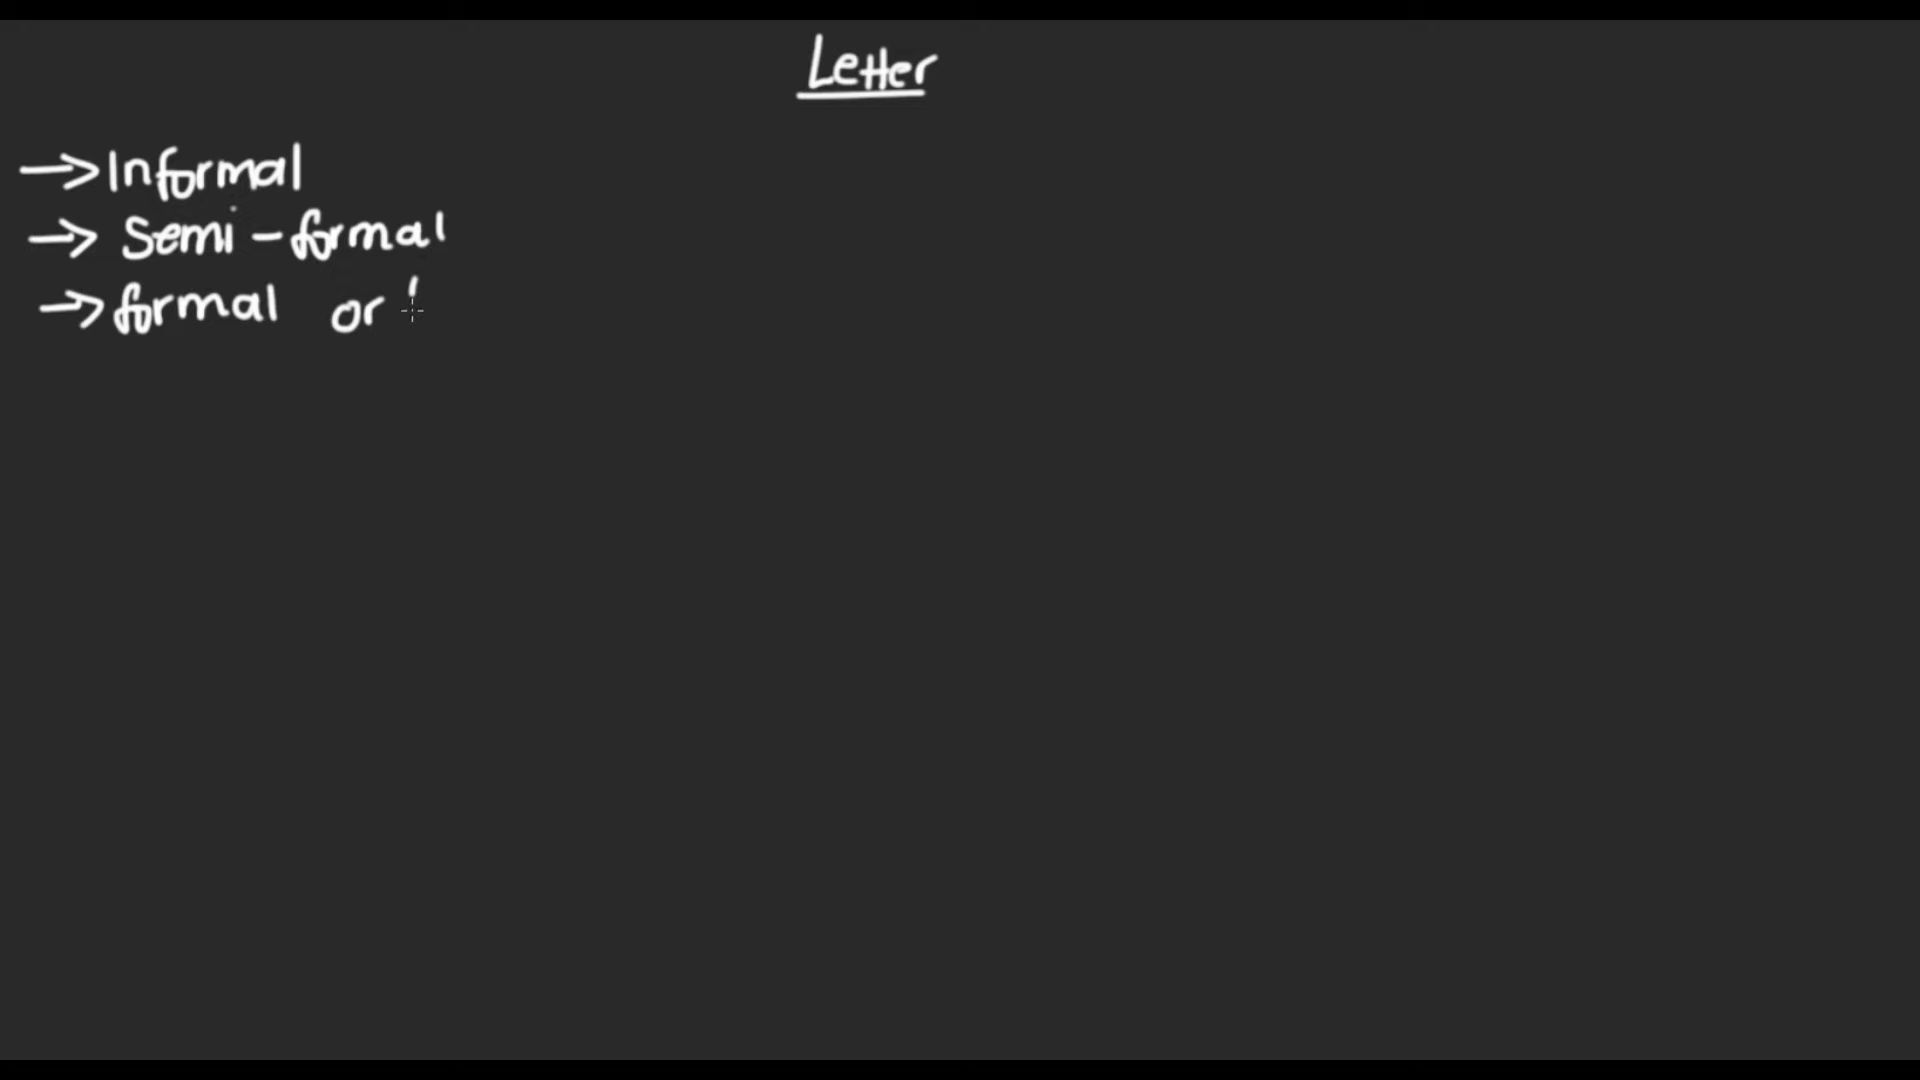 Letter
→ Informal
→ Semi-formal
→ formal or